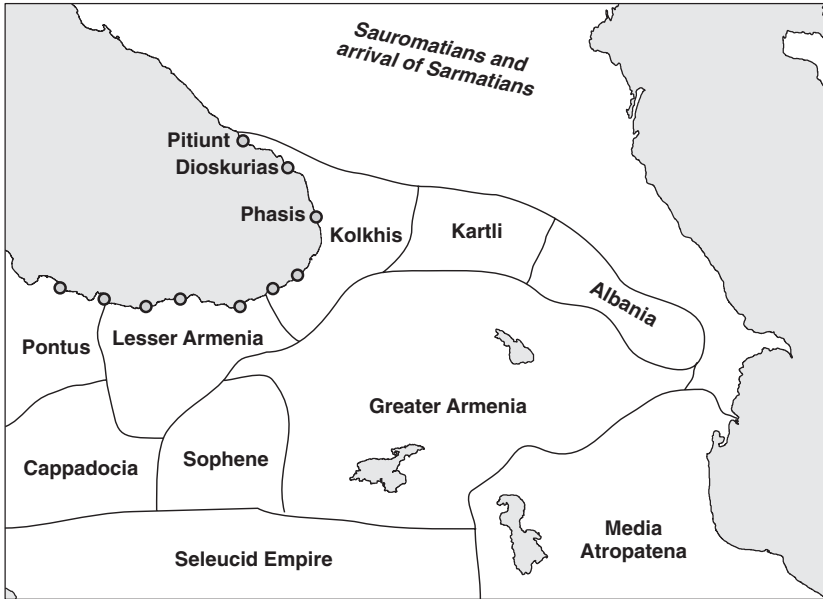 Sauromatians and
arrival of Sarmatians
Pitiunt
Dioskurias
Phasis
Kolkhis
Kartli
Albania
Pontus
Lesser Armenia
Greater Armenia
Cappadocia
Sophene
Seleucid Empire
Media
Atropatena